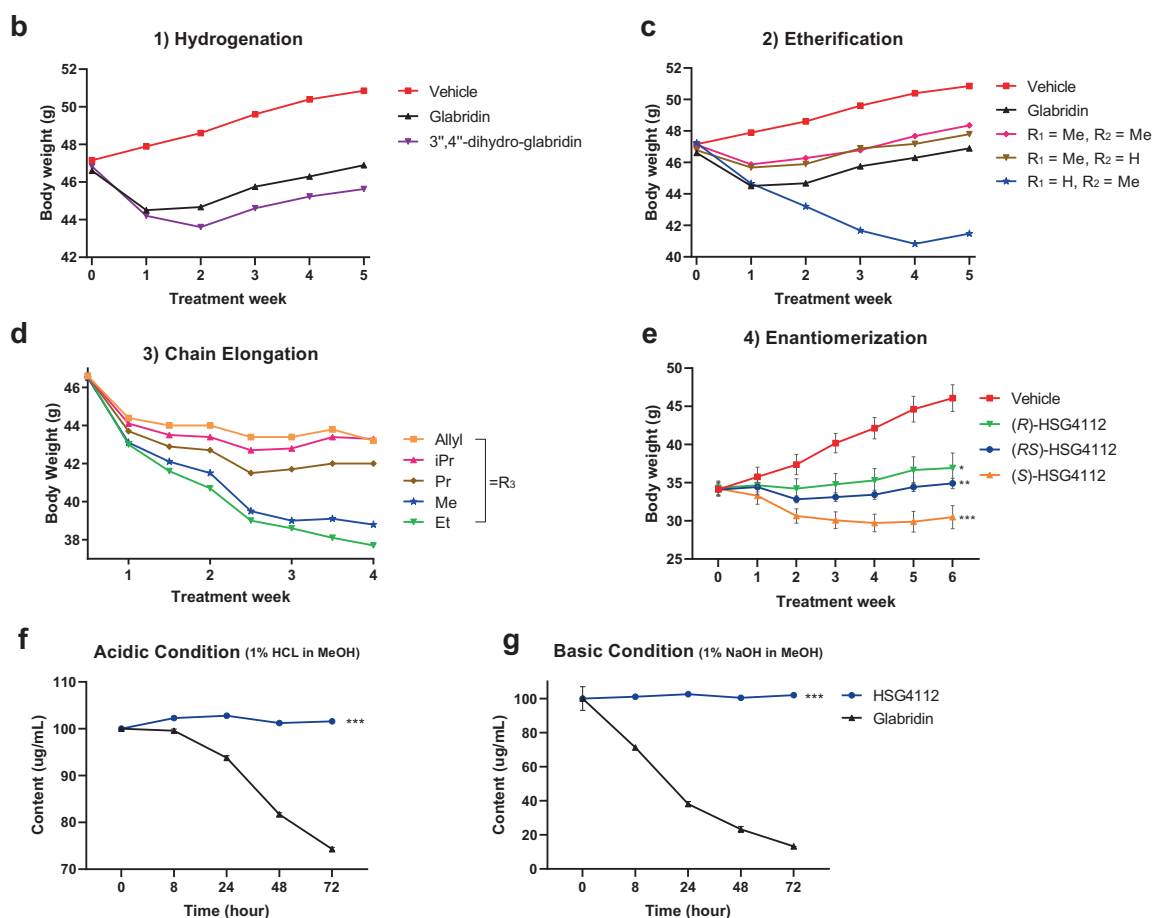 b
1) Hydrogenation
Body weight (g)
52
50
48
46
44
42
0 1 2 3 4 5
Treatment week
Vehicle
Glabridin
3",4"-dihydro-glabridin
c
2) Etherification
Body weight (g)
52
50
48
46
44
42
40
0 1 2 3 4 5
Treatment week
Vehicle
Glabridin
R1 = Me, R2 = Me
R1 = Me, R2 = H
R1 = H, R2 = Me
d
3) Chain Elongation
Body Weight (g)
46
44
42
40
38
1 2 3 4
Treatment week
Allyl
iPr
Pr
Me
Et
=R3
e
4) Enantiomerization
Body weight (g)
50
45
40
35
30
25
0 1 2 3 4 5 6
Treatment week
*
**
***
Vehicle
(R)-HSG4112
(RS)-HSG4112
(S)-HSG4112
f
Acidic Condition (1% HCL in MeOH)
Content (ug/mL)
110
100
90
80
70
0 8 24 48 72
Time (hour)
***
g
Basic Condition (1% NaOH in MeOH)
Content (ug/mL)
100
80
60
40
20
0
0 8 24 48 72
Time (hour)
***
HSG4112
Glabridin